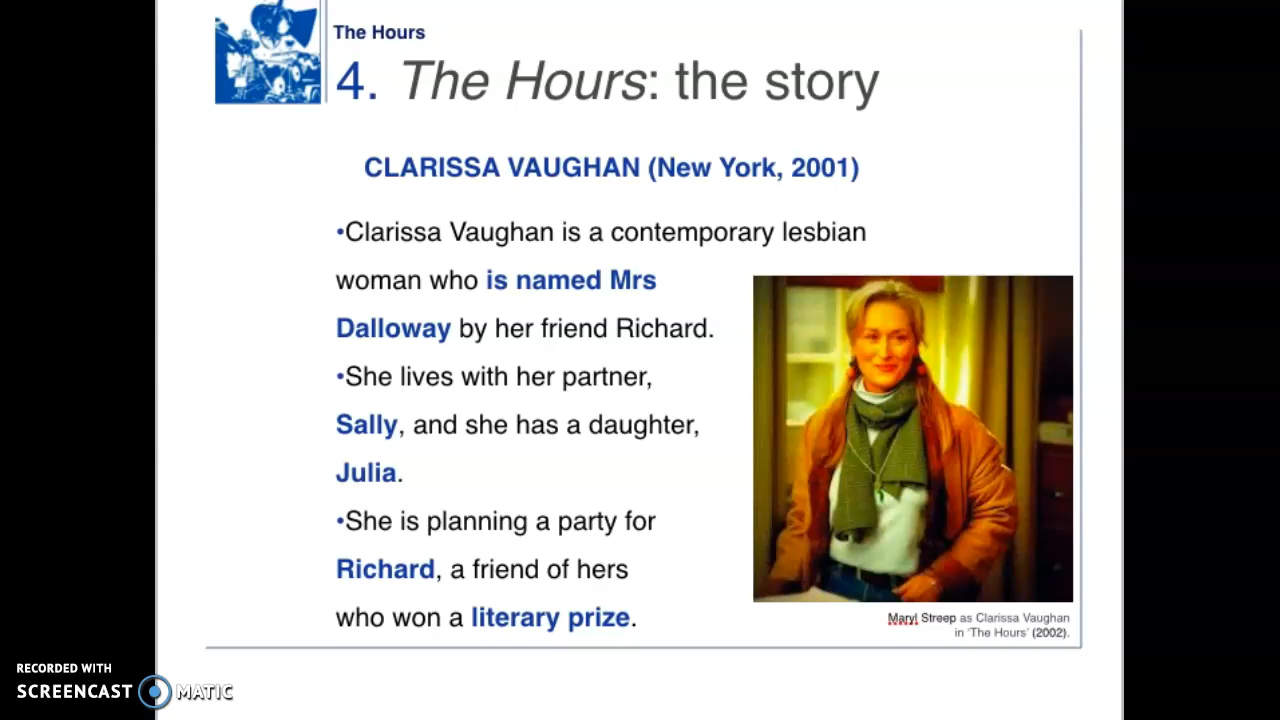 The Hours
4. The Hours: the story
CLARISSA VAUGHAN (New York, 2001)
•Clarissa Vaughan is a contemporary lesbian
woman who is named Mrs
Dalloway by her friend Richard.
•She lives with her partner,
Sally, and she has a daughter,
Julia.
•She is planning a party for
Richard, a friend of hers
who won a literary prize.
Maryl Streep as Clarissa Vaughan
in 'The Hours' (2002).
RECORDED WITH
SCREENCAST MATIC